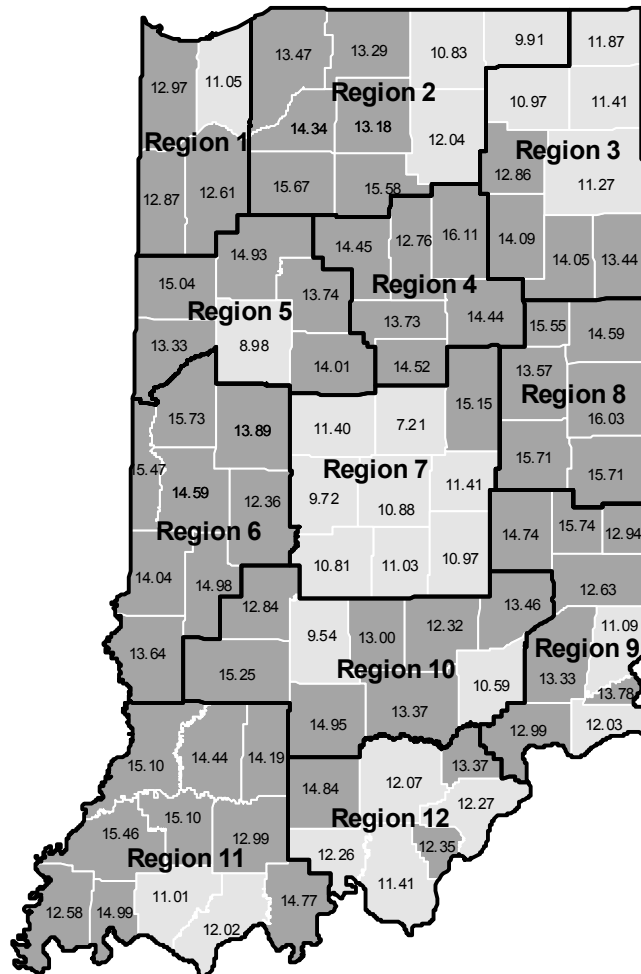 13.47 13.29 10.83 9.91 11.87
12.97 11.05
Region 2
10.97 11.41
14.34 13.18 12.04
Region 1 Region 3
12.87 12.61 15.67 15.58 12.86 11.27
14.93 14.45 12.76 16.11 14.09 14.05 13.44
15.04 13.74 Region 4
Region 5
13.33 8.98 13.73 14.44 15.55 14.59
14.01 14.52 13.57
15.73 13.89 11.40 7.21 15.15 Region 8
16.03
15.47 14.59 Region 7 11.41 15.71 15.71
12.36 9.72 10.88
Region 6
14.74 15.74 12.94
14.04 14.98 10.81 11.03 10.97
12.84 12.63
9.54 13.00 12.32 13.46 11.09
13.64 Region 9
15.25 Region 10 10.59 13.33 13.78
14.95 13.37 12.99 12.03
15.10 14.44 14.19 13.37
14.84 12.07 12.27
15.10
15.46 12.99 Region 12
Region 11 12.26 12.35
11.01 11.41
12.58 14.99 14.77
12.02